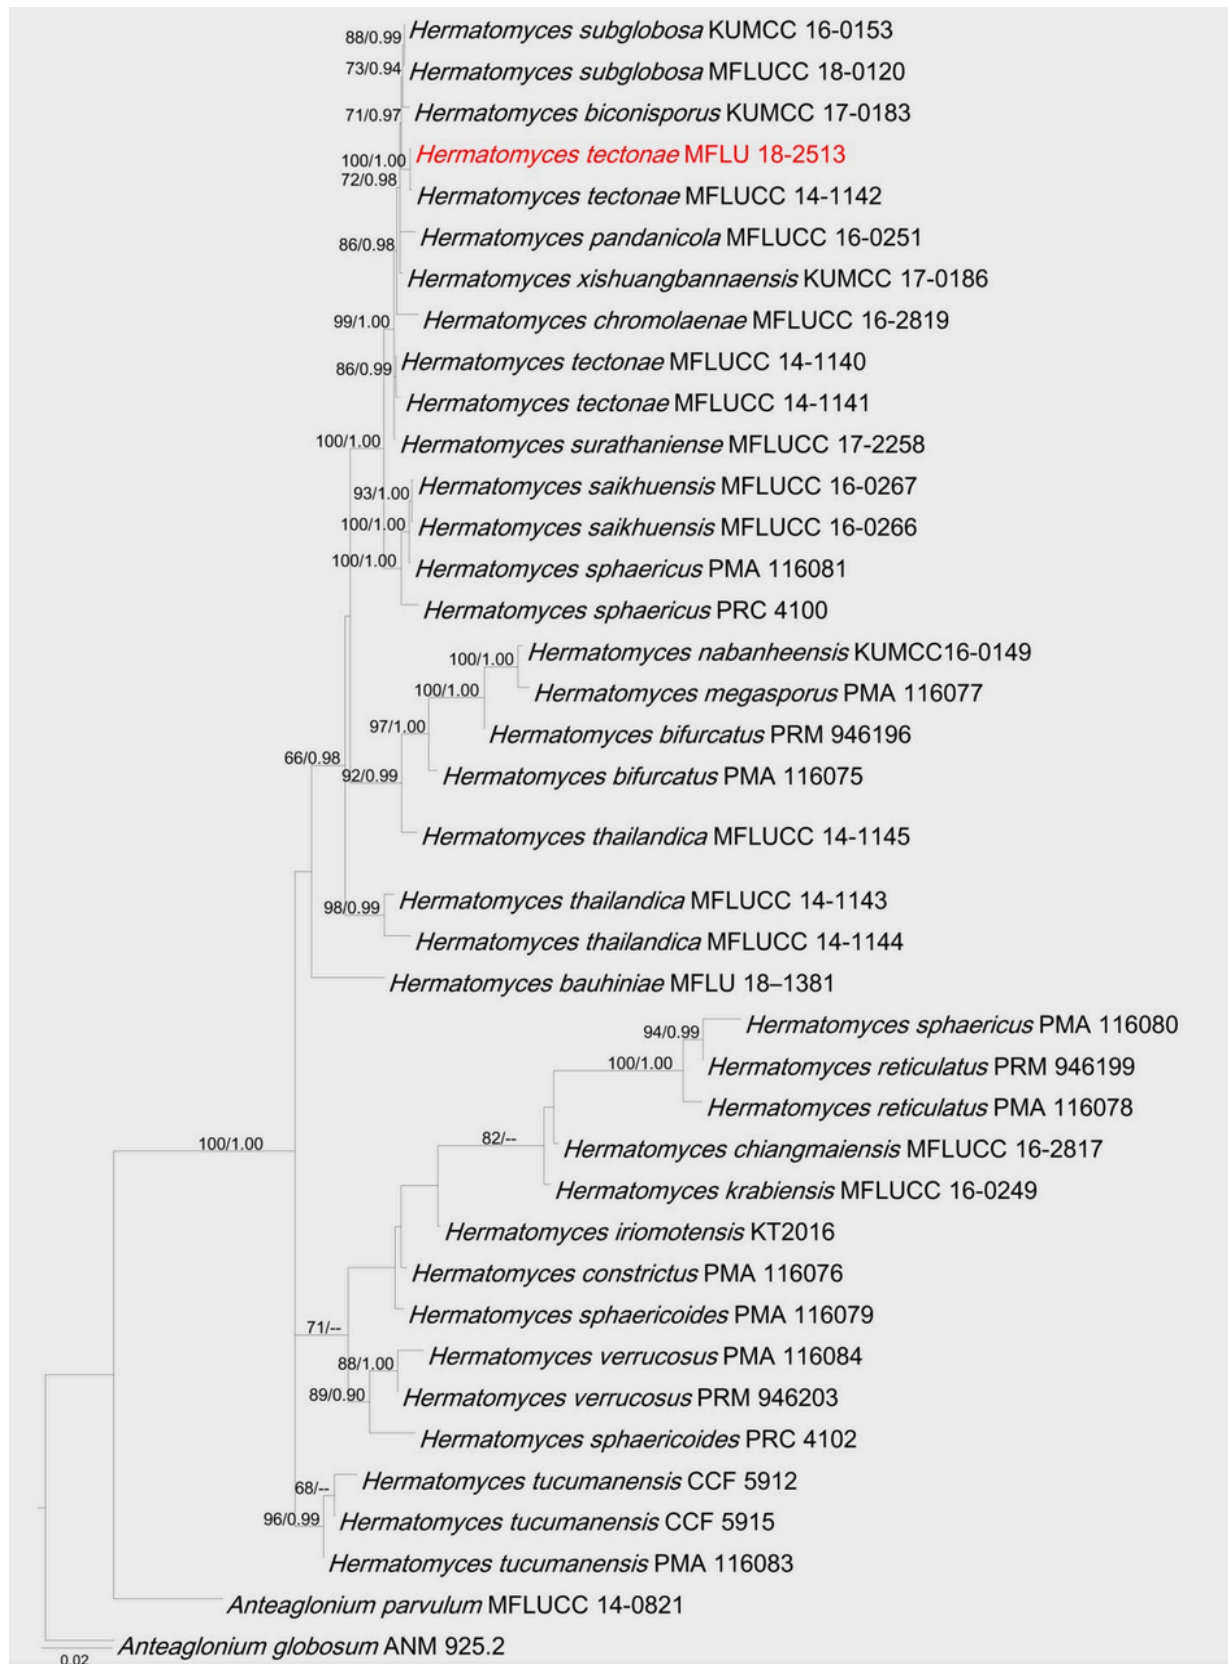 88/0.99 Hermatomyces subglobosa KUMCC 16-0153
73/0.94 Hermatomyces subglobosa MFLUCC 18-0120
71/0.97 Hermatomyces biconisporus KUMCC 17-0183
100/1.00 Hermatomyces tectonae MFLU 18-2513
72/0.98
Hermatomyces tectonae MFLUCC 14-1142
86/0.98 Hermatomyces pandanicola MFLUCC 16-0251
Hermatomyces xishuangbannaensis KUMCC 17-0186
99/1.00 Hermatomyces chromolaenae MFLUCC 16-2819
86/0.99 Hermatomyces tectonae MFLUCC 14-1140
Hermatomyces tectonae MFLUCC 14-1141
100/1.00 Hermatomyces surathaniense MFLUCC 17-2258
93/1.00 Hermatomyces saikhuensis MFLUCC 16-0267
100/1.00 Hermatomyces saikhuensis MFLUCC 16-0266
100/1.00 Hermatomyces sphaericus PMA 116081
Hermatomyces sphaericus PRC 4100
100/1.00 Hermatomyces nabanheensis KUMCC16-0149
100/1.00 Hermatomyces megasporus PMA 116077
97/1.00 Hermatomyces bifurcatus PRM 946196
66/0.98
92/0.99 Hermatomyces bifurcatus PMA 116075
Hermatomyces thailandica MFLUCC 14-1145
98/0.99 Hermatomyces thailandica MFLUCC 14-1143
Hermatomyces thailandica MFLUCC 14-1144
Hermatomyces bauhiniae MFLU 18–1381
94/0.99 Hermatomyces sphaericus PMA 116080
100/1.00 Hermatomyces reticulatus PRM 946199
Hermatomyces reticulatus PMA 116078
100/1.00 82/-- Hermatomyces chiangmaiensis MFLUCC 16-2817
Hermatomyces krabiensis MFLUCC 16-0249
Hermatomyces iriomotensis KT2016
Hermatomyces constrictus PMA 116076
71/-- Hermatomyces sphaericoides PMA 116079
88/1.00 Hermatomyces verrucosus PMA 116084
89/0.90 Hermatomyces verrucosus PRM 946203
Hermatomyces sphaericoides PRC 4102
68/-- Hermatomyces tucumanensis CCF 5912
96/0.99 Hermatomyces tucumanensis CCF 5915
Hermatomyces tucumanensis PMA 116083
Anteaglonium parvulum MFLUCC 14-0821
Anteaglonium globosum ANM 925.2
0.02